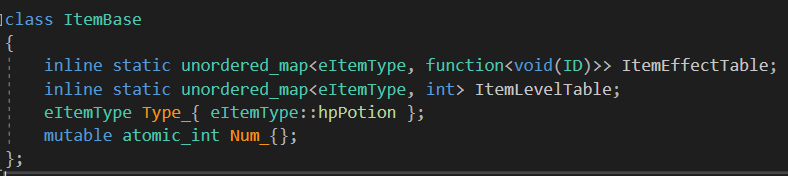 class ItemBase
{
    inline static unordered_map<eItemType, function<void(ID)>> ItemEffectTable;
    inline static unordered_map<eItemType, int> ItemLevelTable;
    eItemType Type_{ eItemType::hpPotion };
    mutable atomic_int Num_{};
};